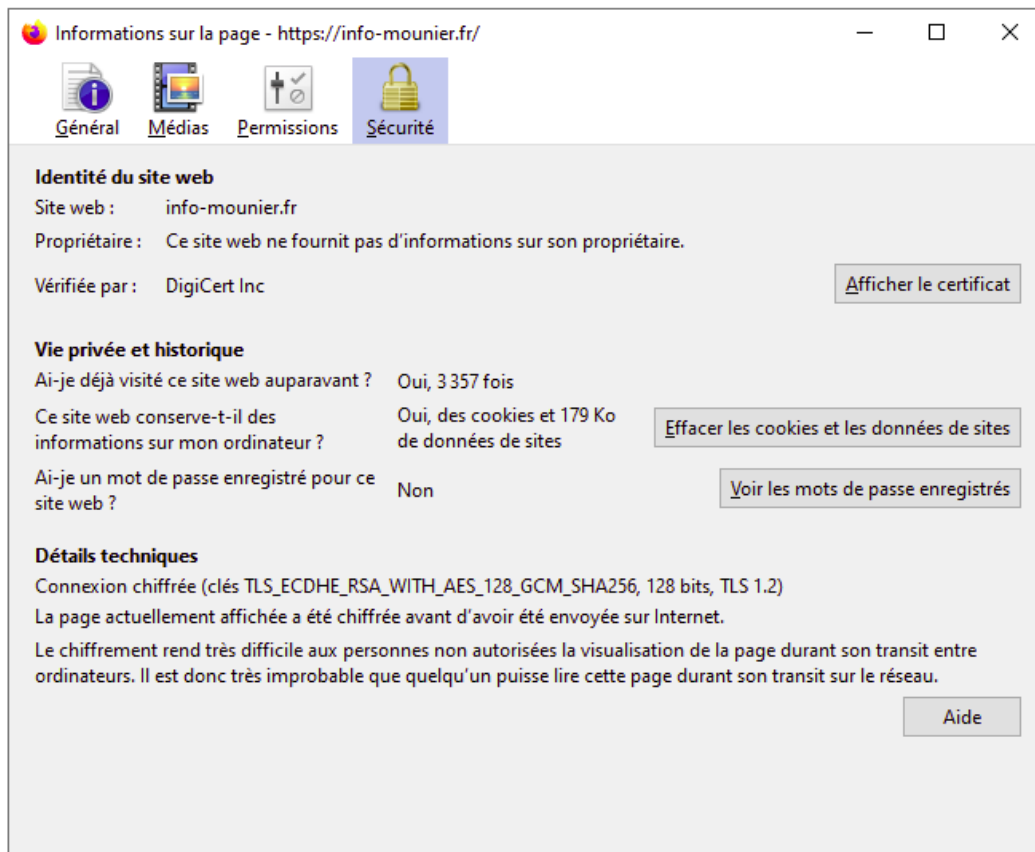 Informations sur la page - https://info-mounier.fr/
Général Médias Permissions Sécurité
Identité du site web
Site web : info-mounier.fr
Propriétaire : Ce site web ne fournit pas d’informations sur son propriétaire.
Vérifiée par : DigiCert Inc
Afficher le certificat
Vie privée et historique
Ai-je déjà visité ce site web auparavant ? Oui, 3 357 fois
Ce site web conserve-t-il des
informations sur mon ordinateur ?
Oui, des cookies et 179 Ko
de données de sites
Effacer les cookies et les données de sites
Ai-je un mot de passe enregistré pour ce
site web ?
Non
Voir les mots de passe enregistrés
Détails techniques
Connexion chiffrée (clés TLS_ECDHE_RSA_WITH_AES_128_GCM_SHA256, 128 bits, TLS 1.2)
La page actuellement affichée a été chiffrée avant d’avoir été envoyée sur Internet.
Le chiffrement rend très difficile aux personnes non autorisées la visualisation de la page durant son transit entre
ordinateurs. Il est donc très improbable que quelqu’un puisse lire cette page durant son transit sur le réseau.
Aide